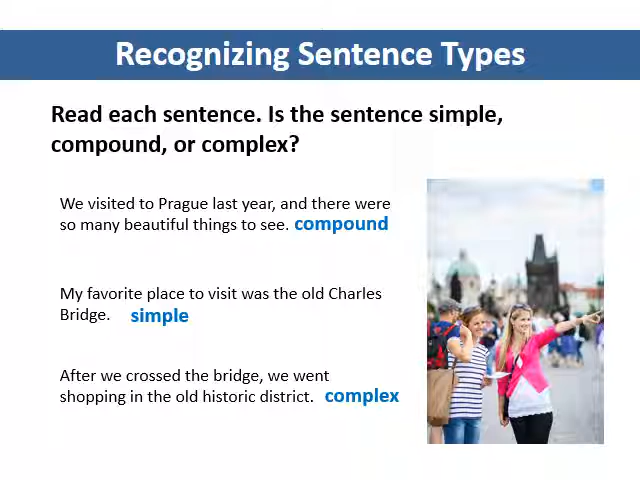 Recognizing Sentence Types
Read each sentence. Is the sentence simple,
compound, or complex?
We visited to Prague last year, and there were
so many beautiful things to see. compound
My favorite place to visit was the old Charles
Bridge. simple
After we crossed the bridge, we went
shopping in the old historic district. complex